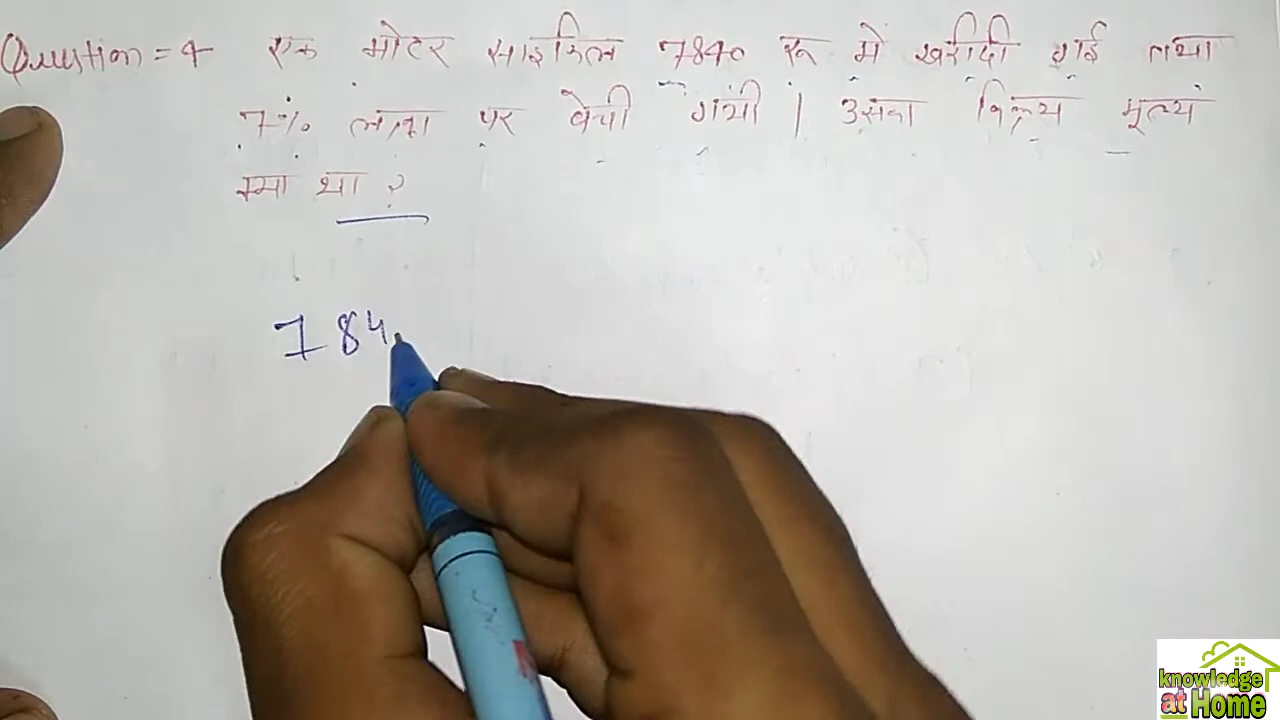 Question = 4 एक मोटर साइकिल 7840 रू में खरीदी गई तथा
7% लाभ पर बेची गयी | उसका विक्रय मूल्य
क्या था ?
784
knowledge
at Home